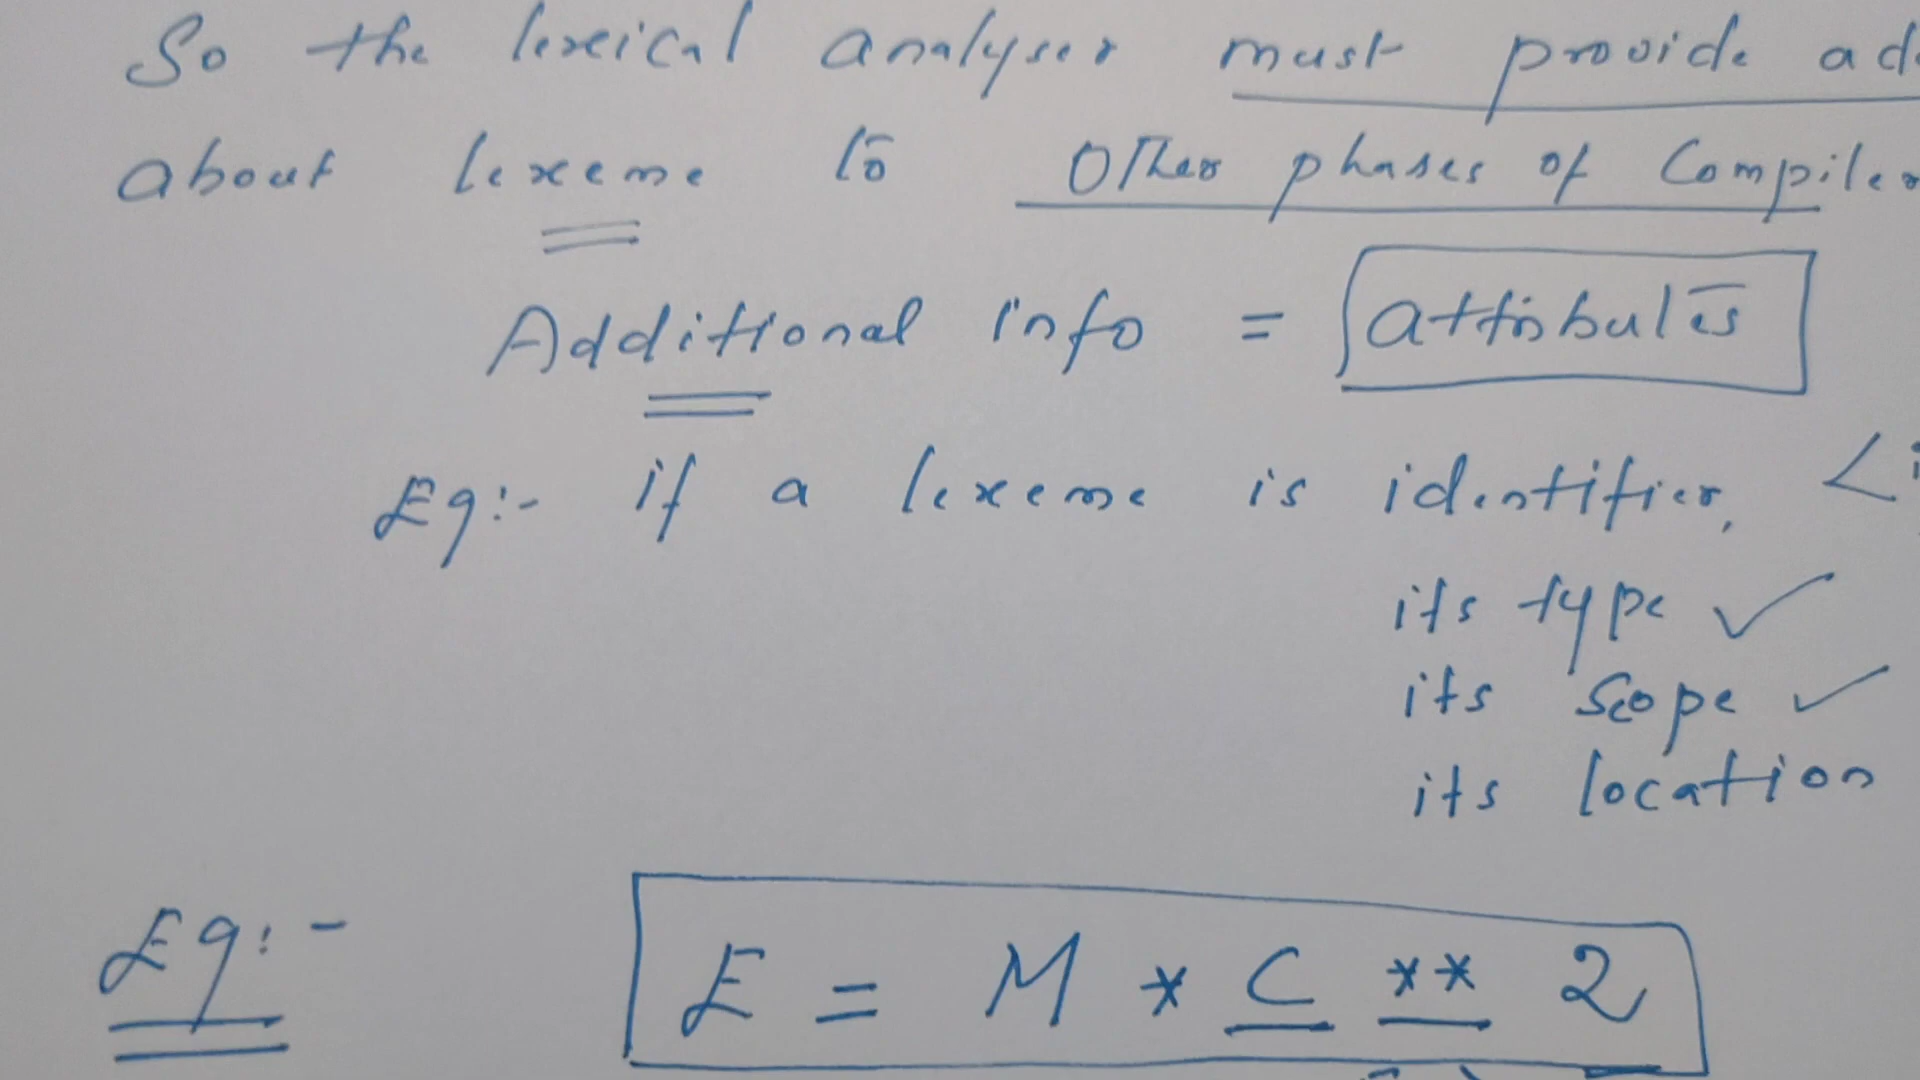 So the lexical analyser must provide ad
about lexeme to Other phases of Compiler
Additional info = attributes
Eg:- if a lexeme is identifier, <i
its type ✓
its scope ✓
its location
Eg:- E = M * C ** 2